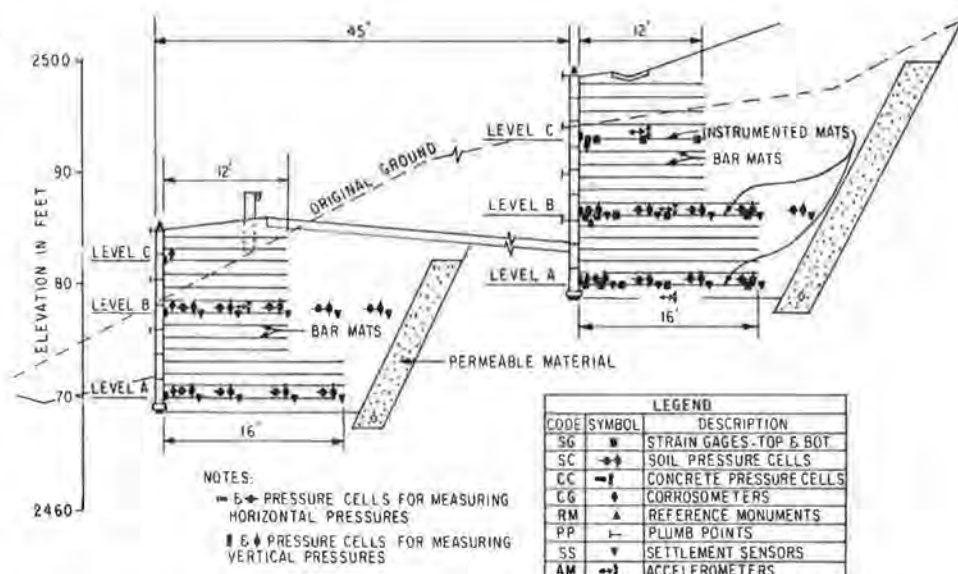 45"
12'
2500
LEVEL C
INSTRUMENTED MATS
BAR MATS
90
12'
ORIGINAL GROUND
LEVEL B
LEVEL C
ELEVATION IN FEET
80
LEVEL A
LEVEL B
BAR MATS
16'
PERMEABLE MATERIAL
LEVEL A
70
16"
LEGEND
CODE SYMBOL DESCRIPTION
SG STRAIN GAGES-TOP & BOT
SC SOIL PRESSURE CELLS
CC CONCRETE PRESSURE CELLS
CG CORROSOMETERS
RM REFERENCE MONUMENTS
PP PLUMB POINTS
SS SETTLEMENT SENSORS
AM ACCELEROMETERS
NOTES:
& PRESSURE CELLS FOR MEASURING
HORIZONTAL PRESSURES
& PRESSURE CELLS FOR MEASURING
VERTICAL PRESSURES
2460